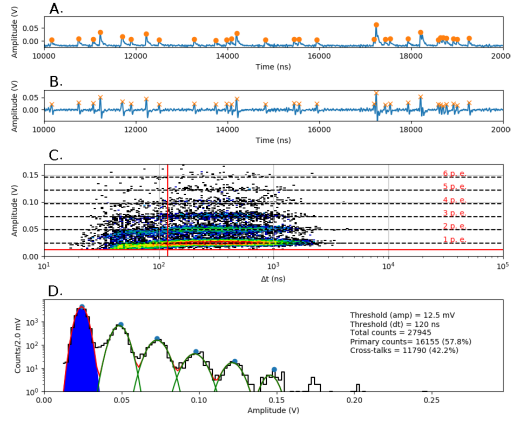 A.
Amplitude (V)
0.05
0.00
10000
12000
14000
16000
18000
20000
Time (ns)
B.
Amplitude (V)
0.05
0.00
10000
12000
14000
16000
18000
20000
Time (ns)
C.
Amplitude (V)
0.15
0.10
0.05
0.00
6 p.e
5 p.e
4 p.e
3 p.e
2 p.e
1 p.e
10¹
10²
10³
10⁴
10⁵
Δt (ns)
D.
Counts/2.0 mV
10³
10²
10¹
10⁰
Threshold (amp) = 12.5 mV
Threshold (dt) = 120 ns
Total counts = 27945
Primary counts= 16155 (57.8%)
Cross-talks = 11790 (42.2%)
0.00
0.05
0.10
0.15
0.20
0.25
Amplitude (V)